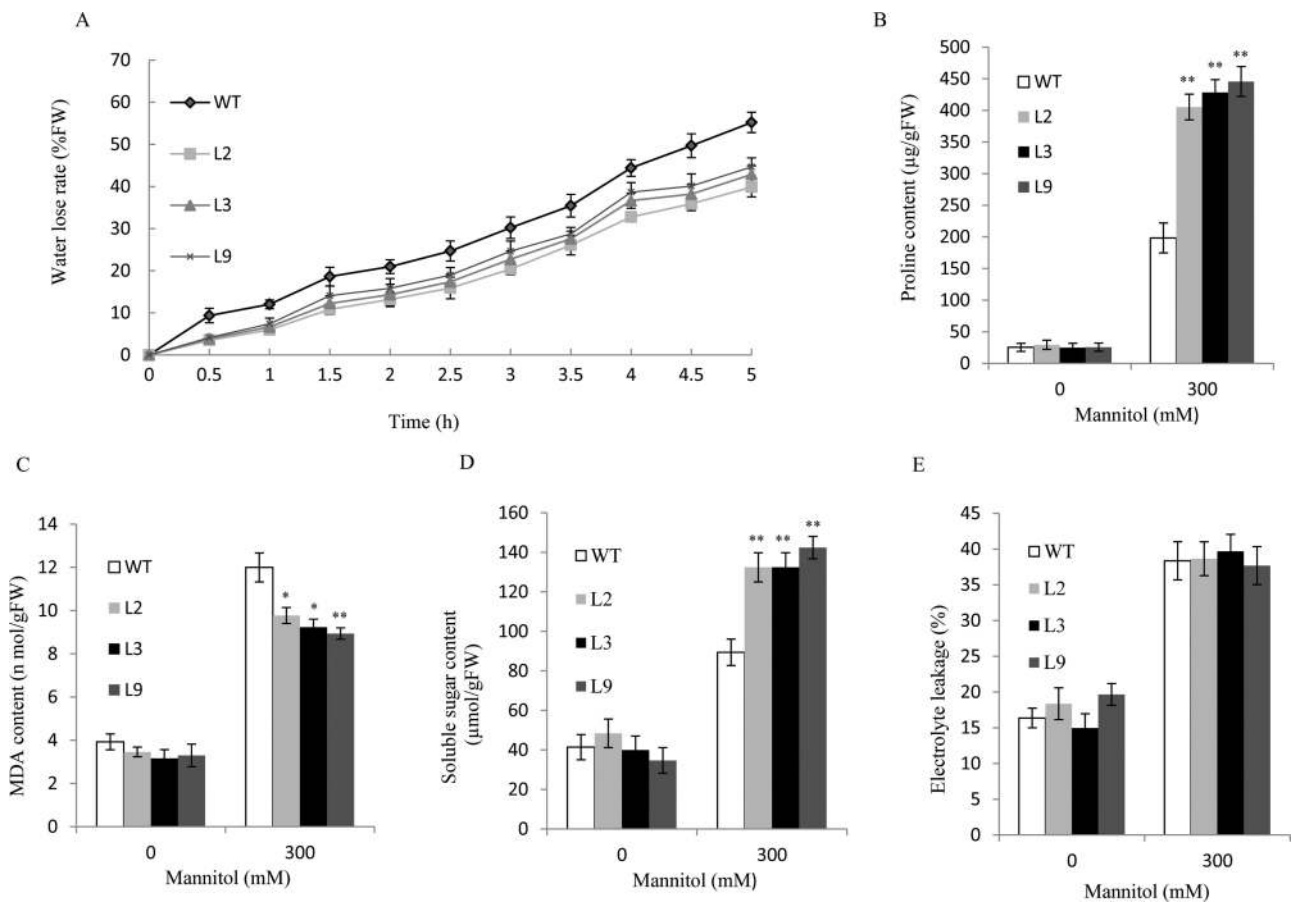 A
Water lose rate (%FW)
70
60
50
40
30
20
10
0
WT
L2
L3
L9
0 0.5 1 1.5 2 2.5 3 3.5 4 4.5 5
Time (h)
B
Proline content (µg/gFW)
500
450
400
350
300
250
200
150
100
50
0
WT
L2
L3
L9
** ** **
0 300
Mannitol (mM)
C
MDA content (n mol/gFW)
14
12
10
8
6
4
2
0
WT
L2
L3
L9
* * **
0 300
Mannitol (mM)
D
Soluble sugar content
(µmol/gFW)
160
140
120
100
80
60
40
20
0
WT
L2
L3
L9
** ** **
0 300
Mannitol (mM)
E
Electrolyte leakage (%)
45
40
35
30
25
20
15
10
5
0
WT
L2
L3
L9
0 300
Mannitol (mM)